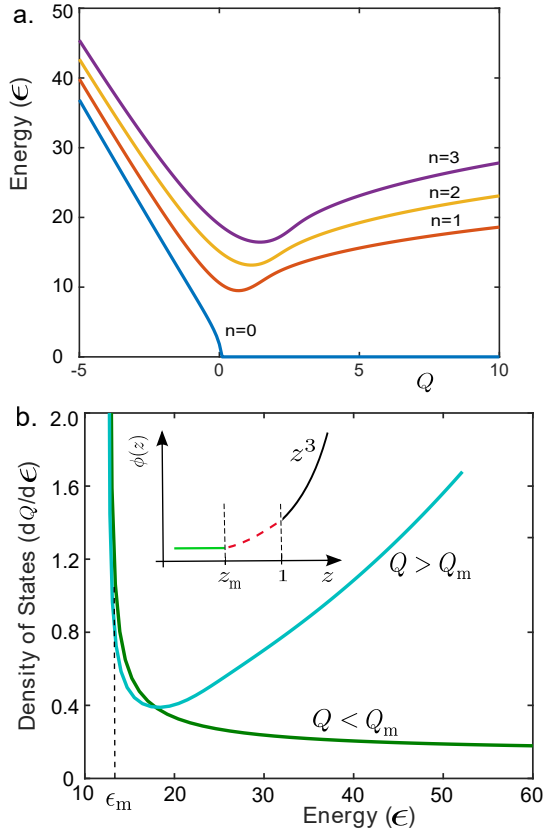 a.
50
40
30
20
10
0
Energy (ϵ)
n=3
n=2
n=1
n=0
-5
0
5
10
Q
b.
2.0
1.6
1.2
0.8
0.4
0
Density of States (dQ/dϵ)
ϕ(z)
z³
z_m
1
z
Q > Q_m
Q < Q_m
10
ϵ_m
20
30
40
50
60
Energy (ϵ)